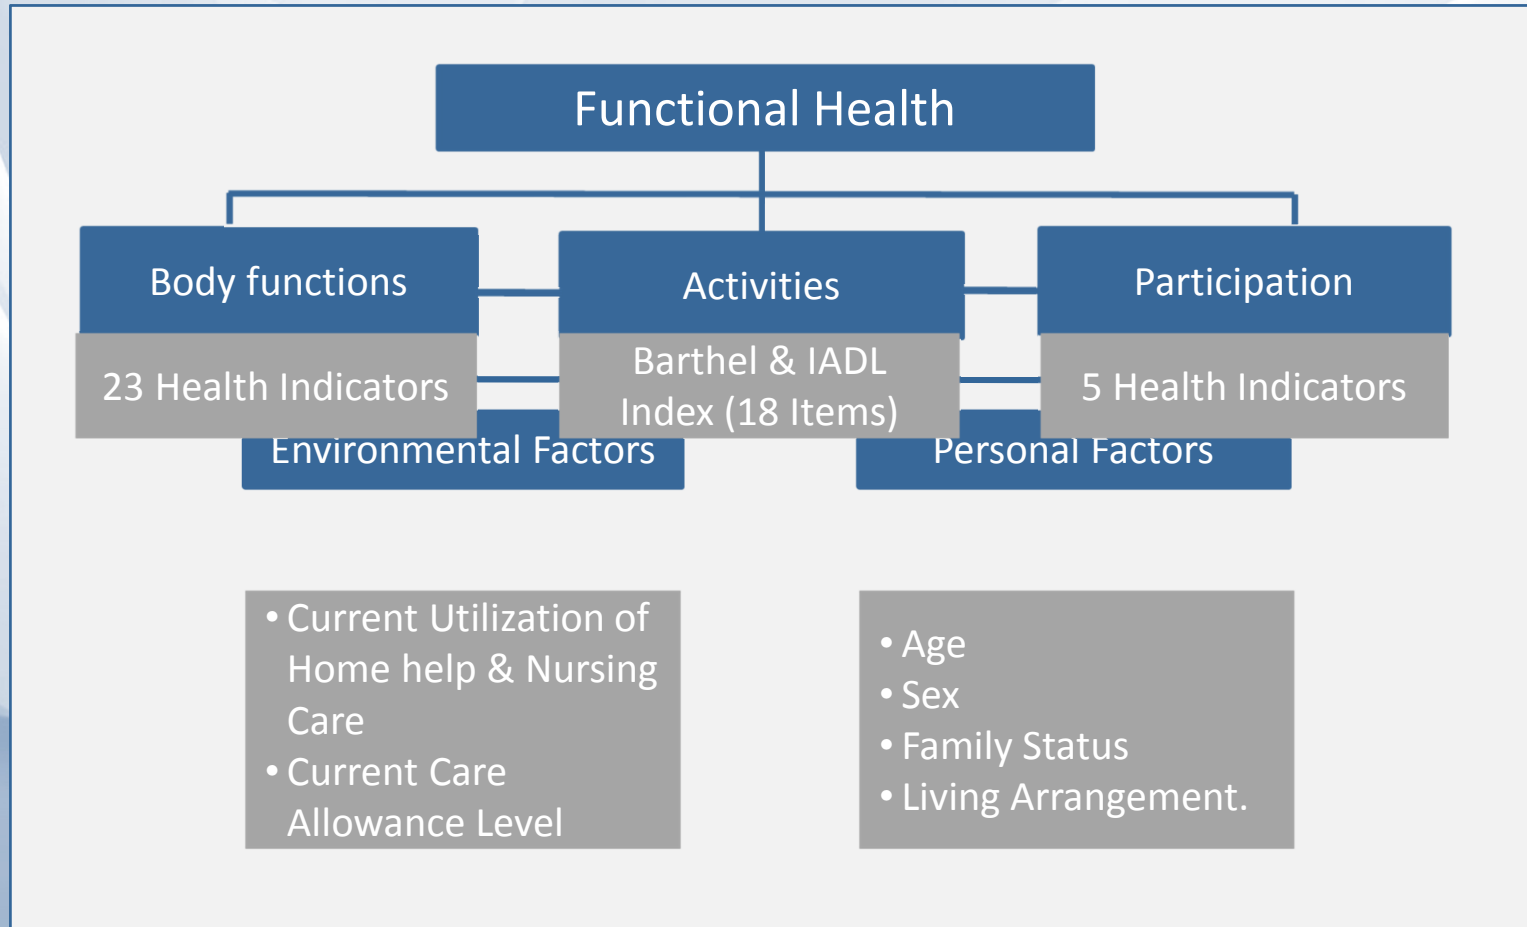 Functional Health
Body functions
Activities
Participation
23 Health Indicators
Barthel & IADL
Index (18 Items)
5 Health Indicators
Environmental Factors
Personal Factors
• Current Utilization of
Home help & Nursing
Care
• Current Care
Allowance Level
• Age
• Sex
• Family Status
• Living Arrangement.